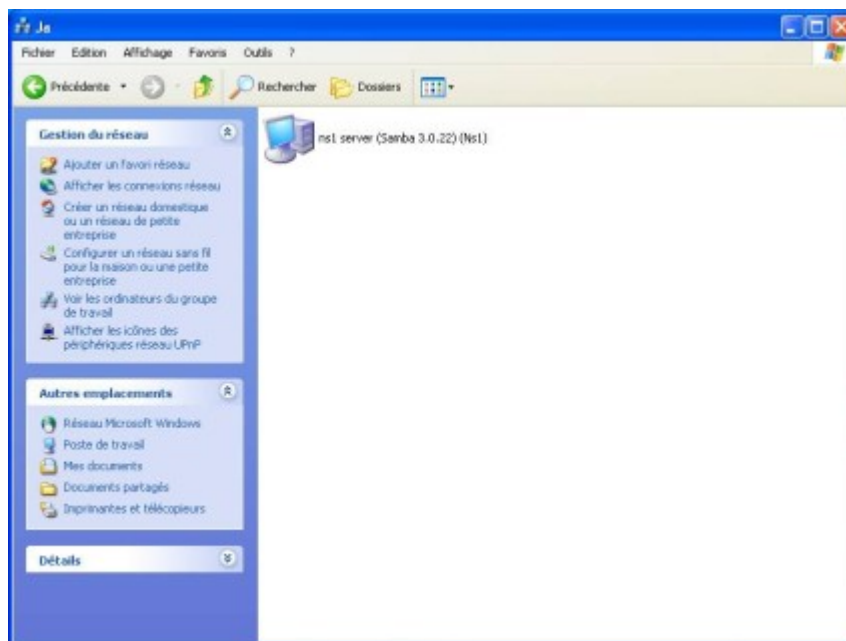 Ja
Fichier Edition Affichage Favoris Outils ?
Précédente Rechercher Dossiers
Gestion du réseau
Ajouter un favori réseau
Afficher les connexions réseau
Créer un réseau domestique
ou un réseau de petite
entreprise
Configurer un réseau sans fil
pour la maison ou une petite
entreprise
Voir les ordinateurs du groupe
de travail
Afficher les icônes des
périphériques réseau UPnP
Autres emplacements
Réseau Microsoft Windows
Poste de travail
Mes documents
Documents partagés
Imprimantes et télécopieurs
Détails
ns1 server (Samba 3.0.22) (Ns1)